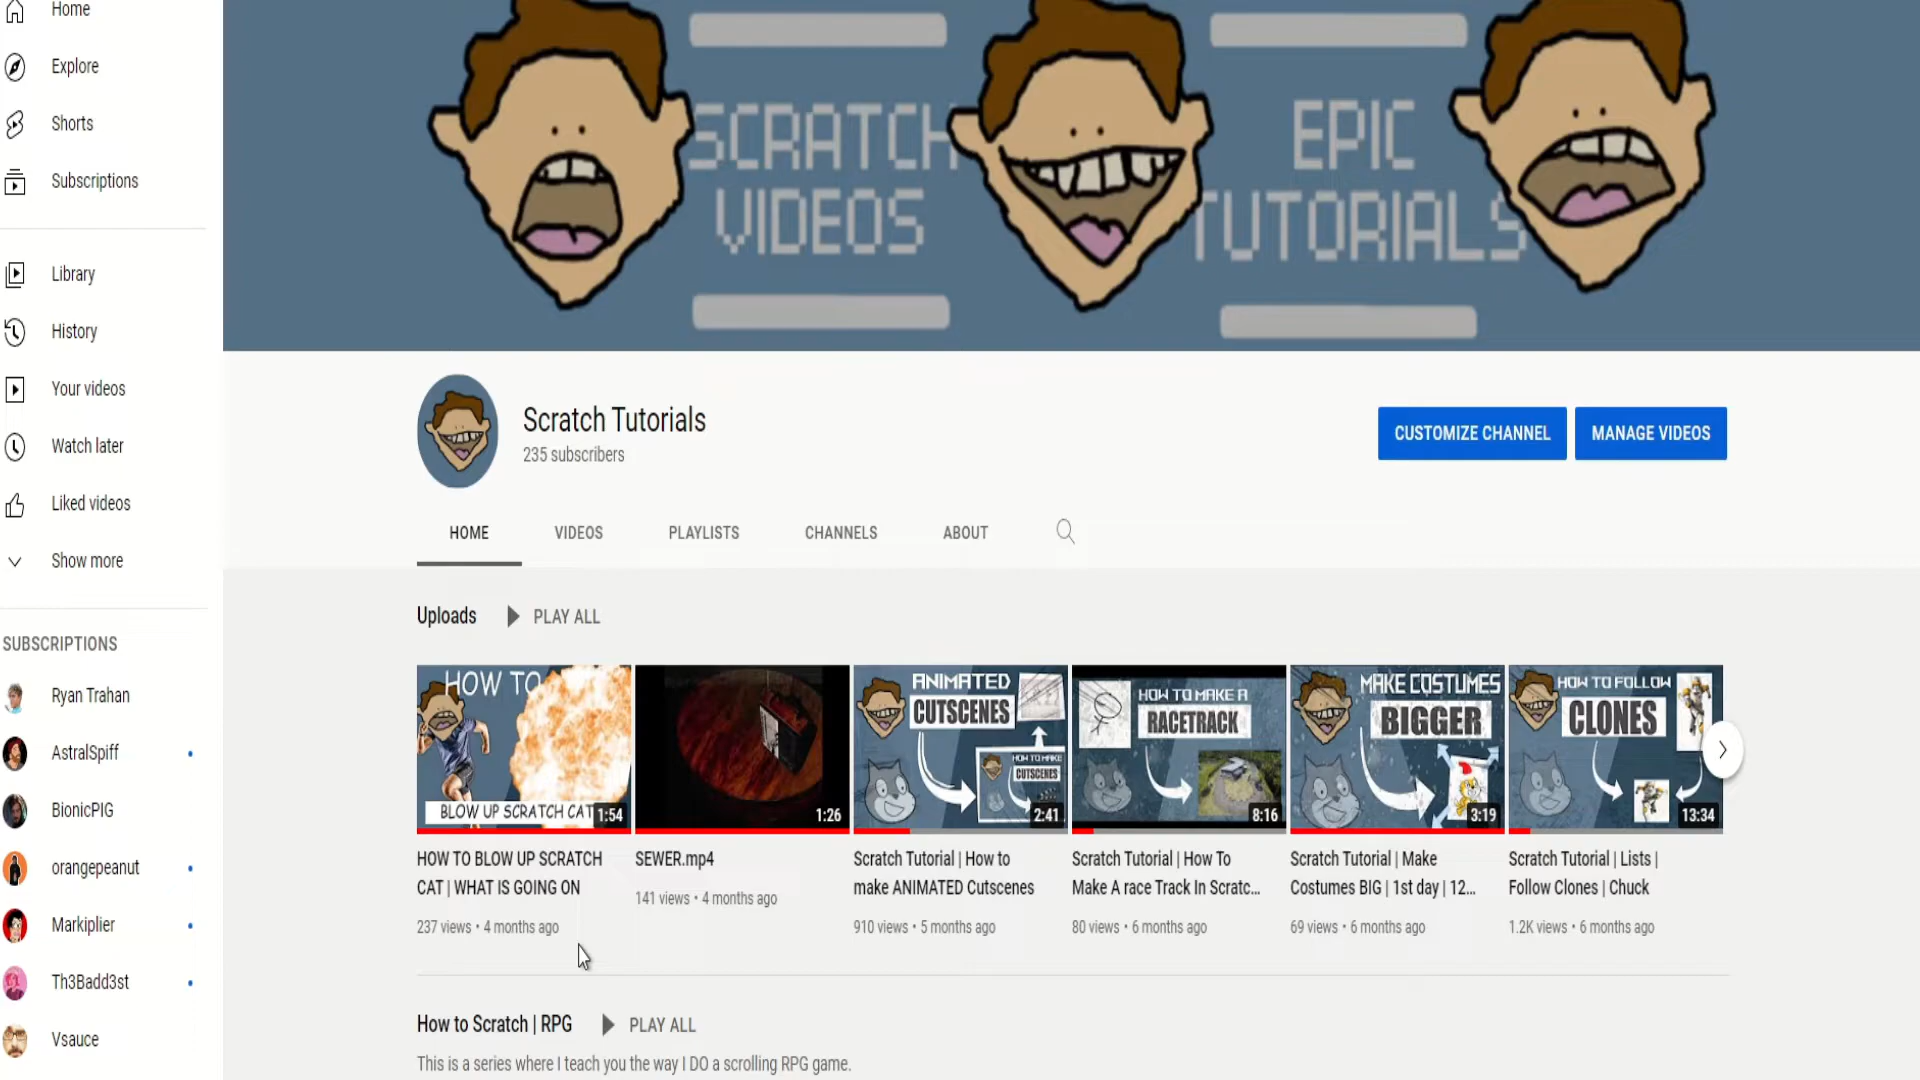 Home
Explore
Shorts
Subscriptions
Library
History
Your videos
Watch later
Liked videos
Show more
SUBSCRIPTIONS
Ryan Trahan
AstralSpiff
BionicPIG
orangepeanut
Markiplier
Th3Badd3st
Vsauce
SCRATCH
VIDEOS
EPIC
TUTORIALS
Scratch Tutorials
235 subscribers
CUSTOMIZE CHANNEL
MANAGE VIDEOS
HOME
VIDEOS
PLAYLISTS
CHANNELS
ABOUT
Uploads
PLAY ALL
HOW TO
BLOW UP SCRATCH CAT
1:54
1:26
ANIMATED
CUTSCENES
HOW TO MAKE
CUTSCENES
2:41
HOW TO MAKE A
RACETRACK
8:16
MAKE COSTUMES
BIGGER
3:19
HOW TO FOLLOW
CLONES
13:34
HOW TO BLOW UP SCRATCH
CAT | WHAT IS GOING ON
237 views • 4 months ago
SEWER.mp4
141 views • 4 months ago
Scratch Tutorial | How to
make ANIMATED Cutscenes
910 views • 5 months ago
Scratch Tutorial | How To
Make A race Track In Scratc...
80 views • 6 months ago
Scratch Tutorial | Make
Costumes BIG | 1st day | 12...
69 views • 6 months ago
Scratch Tutorial | Lists |
Follow Clones | Chuck
1.2K views • 6 months ago
How to Scratch | RPG
PLAY ALL
This is a series where I teach you the way I DO a scrolling RPG game.